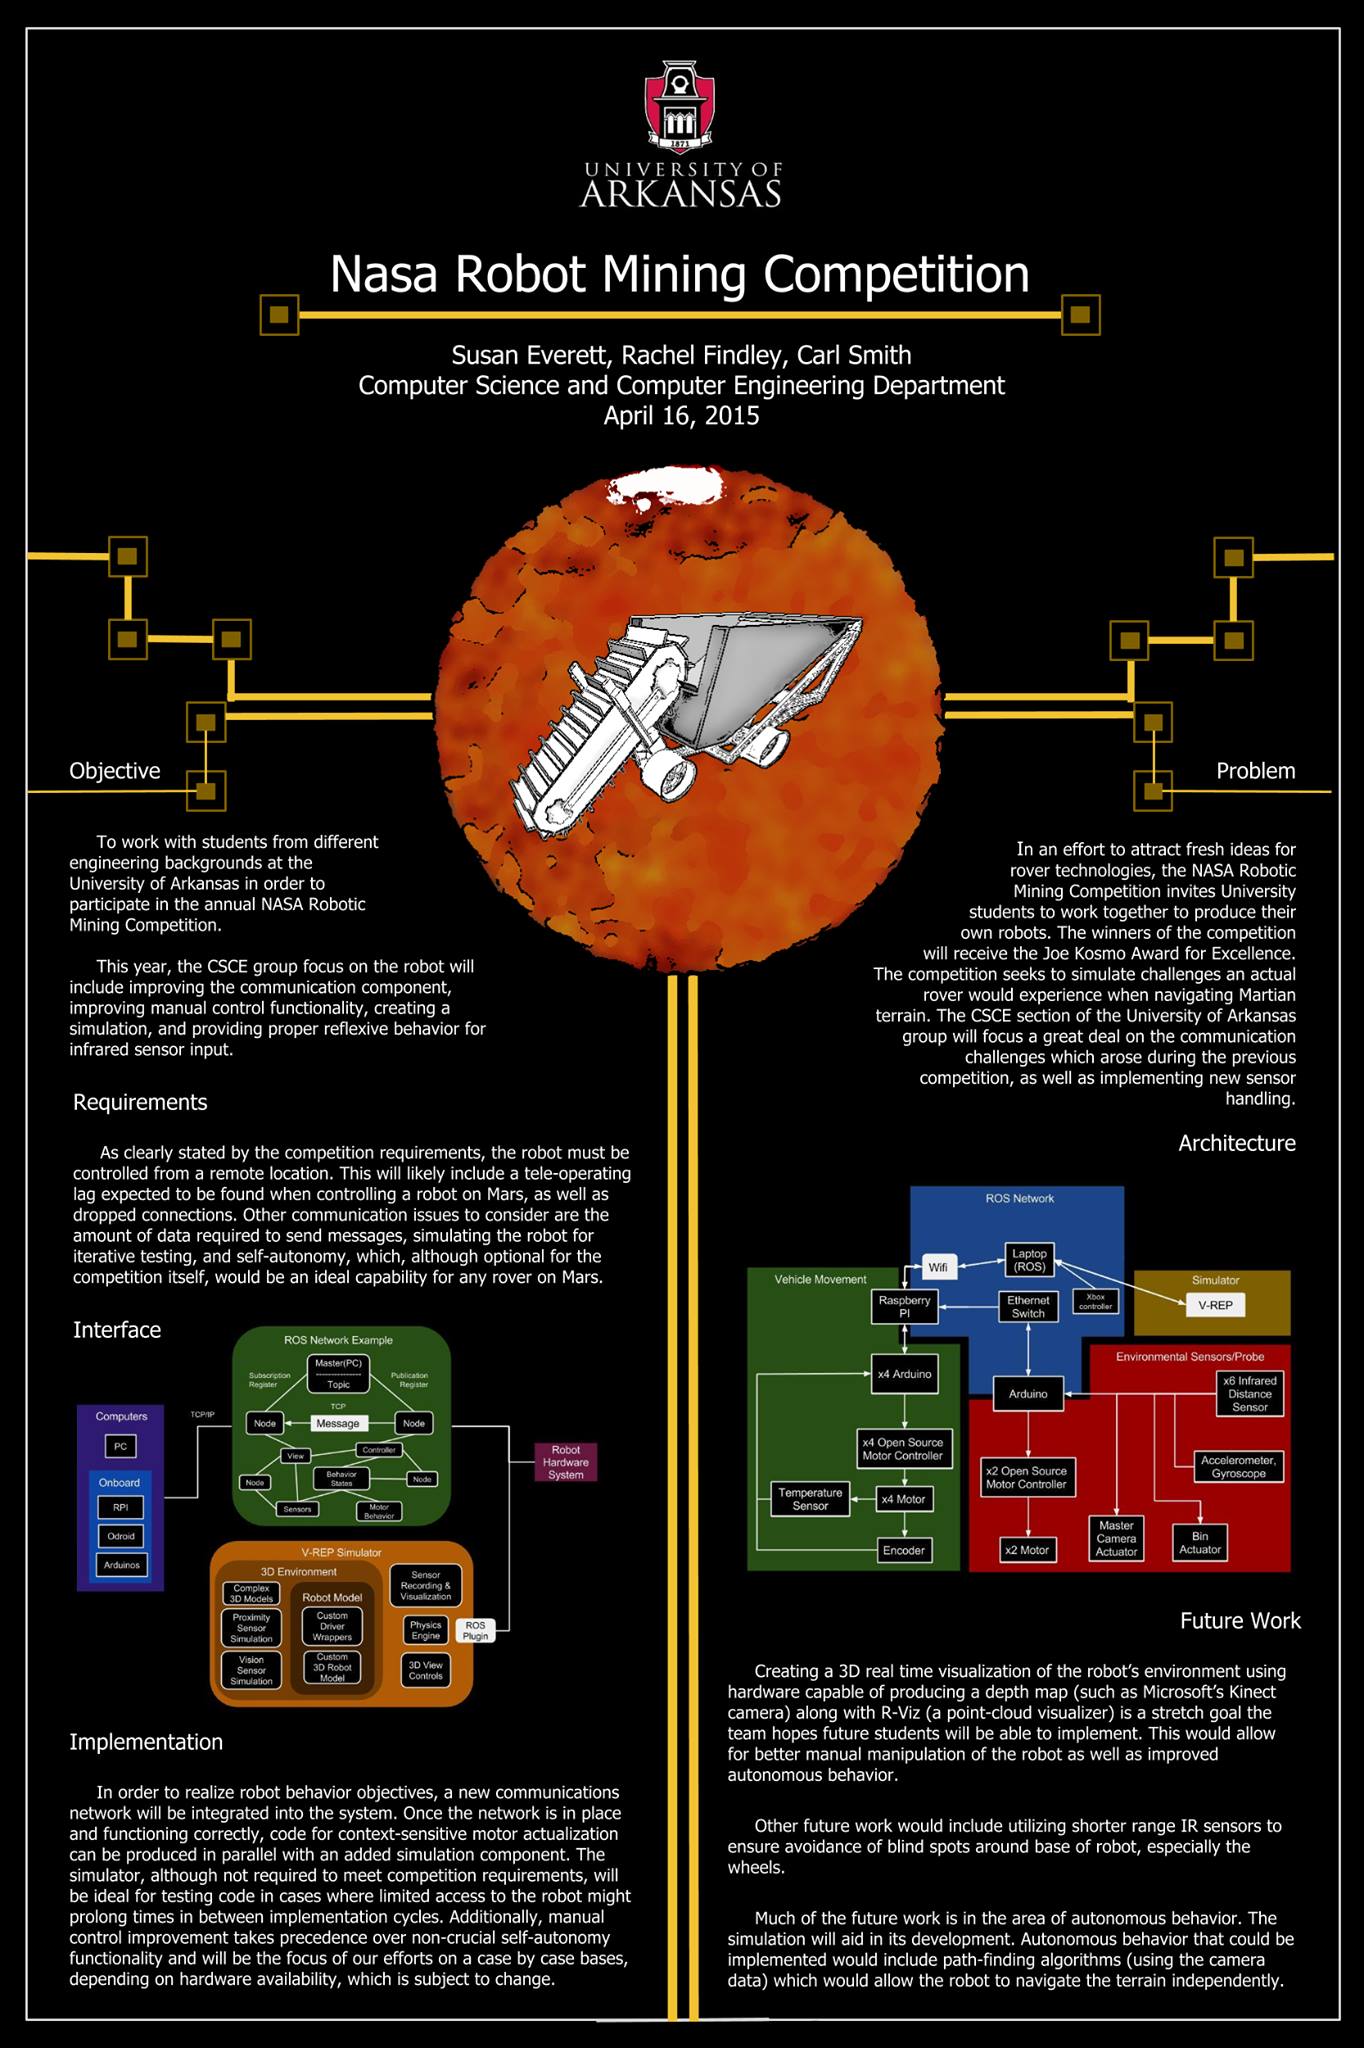 1871
UNIVERSITY OF
ARKANSAS
Nasa Robot Mining Competition
Susan Everett, Rachel Findley, Carl Smith
Computer Science and Computer Engineering Department
April 16, 2015
Objective
To work with students from different
engineering backgrounds at the
University of Arkansas in order to
participate in the annual NASA Robotic
Mining Competition.
This year, the CSCE group focus on the robot will
include improving the communication component,
improving manual control functionality, creating a
simulation, and providing proper reflexive behavior for
infrared sensor input.
Requirements
As clearly stated by the competition requirements, the robot must be
controlled from a remote location. This will likely include a tele-operating
lag expected to be found when controlling a robot on Mars, as well as
dropped connections. Other communication issues to consider are the
amount of data required to send messages, simulating the robot for
iterative testing, and self-autonomy, which, although optional for the
competition itself, would be an ideal capability for any rover on Mars.
Interface
ROS Network Example
Master(PC)
---------------
Topic
Subscription
Register
Publication
Register
TCP
Node
Message
Node
View
Controller
Node
Behavior
States
Node
Sensors
Motor
Behavior
TCP/IP
Computers
PC
Onboard
RPI
Odroid
Arduinos
Robot
Hardware
System
V-REP Simulator
3D Environment
Complex
3D Models
Proximity
Sensor
Simulation
Vision
Sensor
Simulation
Robot Model
Custom
Driver
Wrappers
Custom
3D Robot
Model
Sensor
Recording &
Visualization
Physics
Engine
3D View
Controls
ROS
Plugin
Implementation
In order to realize robot behavior objectives, a new communications
network will be integrated into the system. Once the network is in place
and functioning correctly, code for context-sensitive motor actualization
can be produced in parallel with an added simulation component. The
simulator, although not required to meet competition requirements, will
be ideal for testing code in cases where limited access to the robot might
prolong times in between implementation cycles. Additionally, manual
control improvement takes precedence over non-crucial self-autonomy
functionality and will be the focus of our efforts on a case by case bases,
depending on hardware availability, which is subject to change.
Problem
In an effort to attract fresh ideas for
rover technologies, the NASA Robotic
Mining Competition invites University
students to work together to produce their
own robots. The winners of the competition
will receive the Joe Kosmo Award for Excellence.
The competition seeks to simulate challenges an actual
rover would experience when navigating Martian
terrain. The CSCE section of the University of Arkansas
group will focus a great deal on the communication
challenges which arose during the previous
competition, as well as implementing new sensor
handling.
Architecture
ROS Network
Wifi
Laptop
(ROS)
Ethernet
Switch
Xbox
controller
Simulator
V-REP
Vehicle Movement
Raspberry
PI
x4 Arduino
x4 Open Source
Motor Controller
Temperature
Sensor
x4 Motor
Encoder
Environmental Sensors/Probe
Arduino
x6 Infrared
Distance
Sensor
x2 Open Source
Motor Controller
Accelerometer,
Gyroscope
x2 Motor
Master
Camera
Actuator
Bin
Actuator
Future Work
Creating a 3D real time visualization of the robot's environment using
hardware capable of producing a depth map (such as Microsoft's Kinect
camera) along with R-Viz (a point-cloud visualizer) is a stretch goal the
team hopes future students will be able to implement. This would allow
for better manual manipulation of the robot as well as improved
autonomous behavior.
Other future work would include utilizing shorter range IR sensors to
ensure avoidance of blind spots around base of robot, especially the
wheels.
Much of the future work is in the area of autonomous behavior. The
simulation will aid in its development. Autonomous behavior that could be
implemented would include path-finding algorithms (using the camera
data) which would allow the robot to navigate the terrain independently.